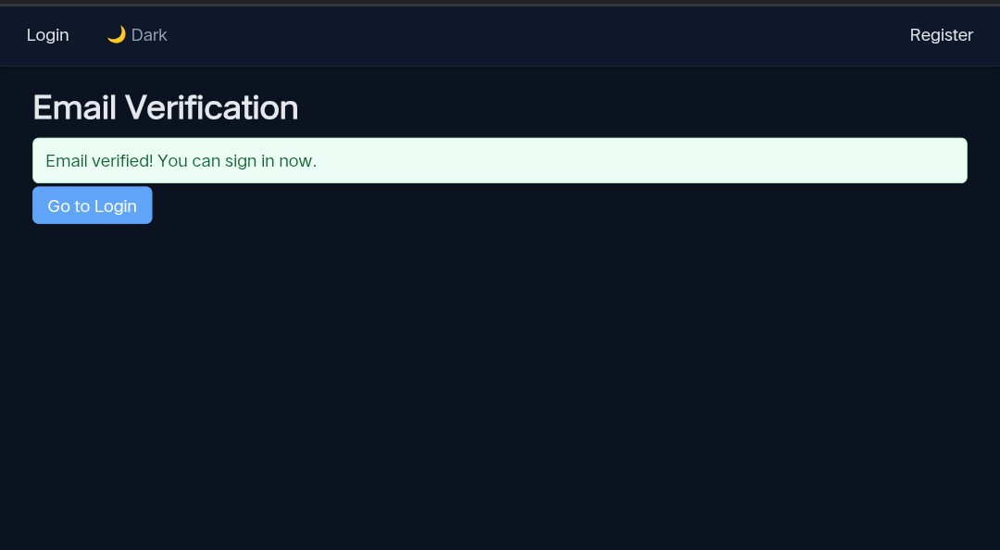 Login 🌙 Dark Register
Email Verification
Email verified! You can sign in now.
Go to Login